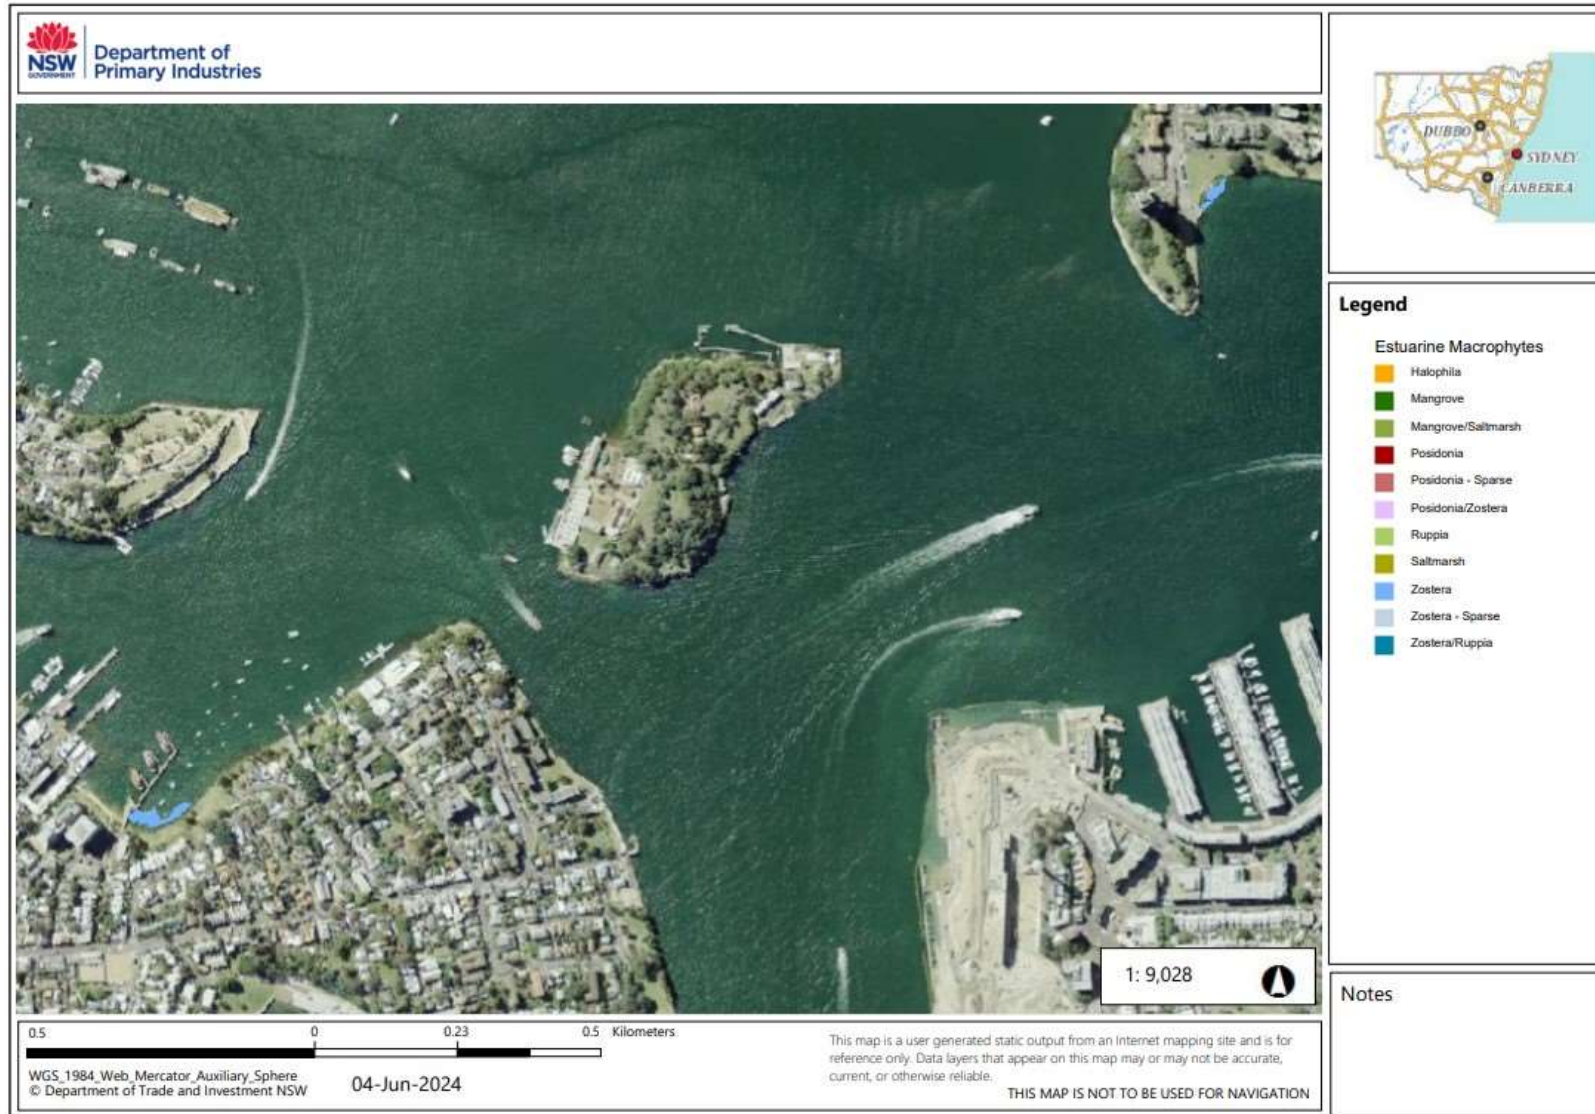 NSW
GOVERNMENT
Department of
Primary Industries
DUBBO
SYDNEY
CANBERRA
Legend
Estuarine Macrophytes
Halophila
Mangrove
Mangrove/Saltmarsh
Posidonia
Posidonia - Sparse
Posidonia/Zostera
Ruppia
Saltmarsh
Zostera
Zostera - Sparse
Zostera/Ruppia
1: 9,028
Notes
0.5 0 0.23 0.5 Kilometers
WGS_1984_Web_Mercator_Auxiliary_Sphere
© Department of Trade and Investment NSW
04-Jun-2024
This map is a user generated static output from an Internet mapping site and is for
reference only. Data layers that appear on this map may or may not be accurate,
current, or otherwise reliable.
THIS MAP IS NOT TO BE USED FOR NAVIGATION